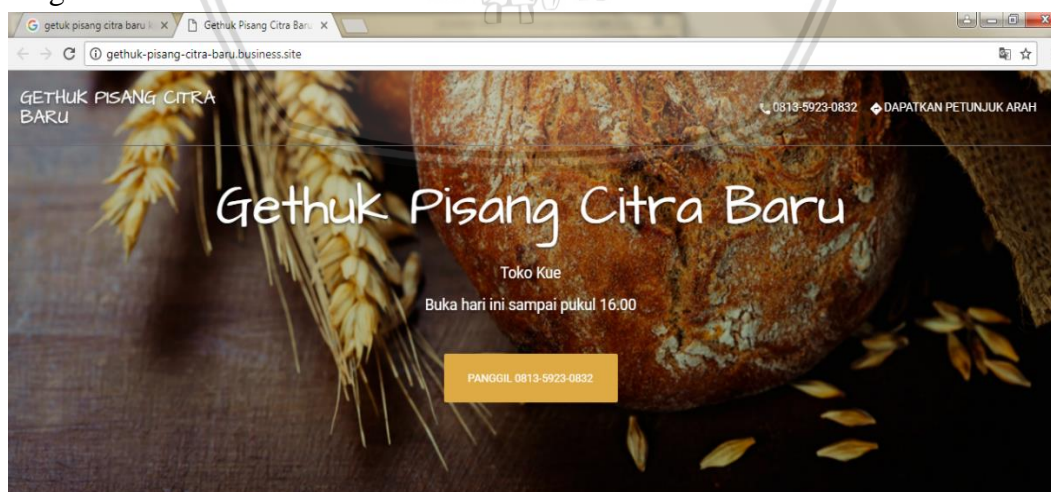 getuk pisang citra baru
Gethuk Pisang Citra Baru
gethuk-pisang-citra-baru.business.site
GETHUK PISANG CITRA
BARU
0813-5923-0832 DAPATKAN PETUNJUK ARAH
Gethuk Pisang Citra Baru
Toko Kue
Buka hari ini sampai pukul 16:00
PANGGIL 0813-5923-0832